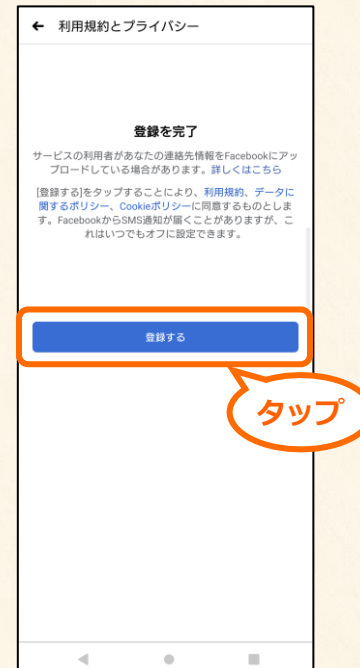 ← 利用規約とプライバシー
登録を完了
サービスの利用者があなたの連絡先情報をFacebookにアッ
プロードしている場合があります。詳しくはこちら
[登録する]をタップすることにより、利用規約、データに
関するポリシー、Cookieポリシーに同意するものとしま
す。FacebookからSMS通知が届くことがありますが、こ
れはいつでもオフに設定できます。
登録する
タップ